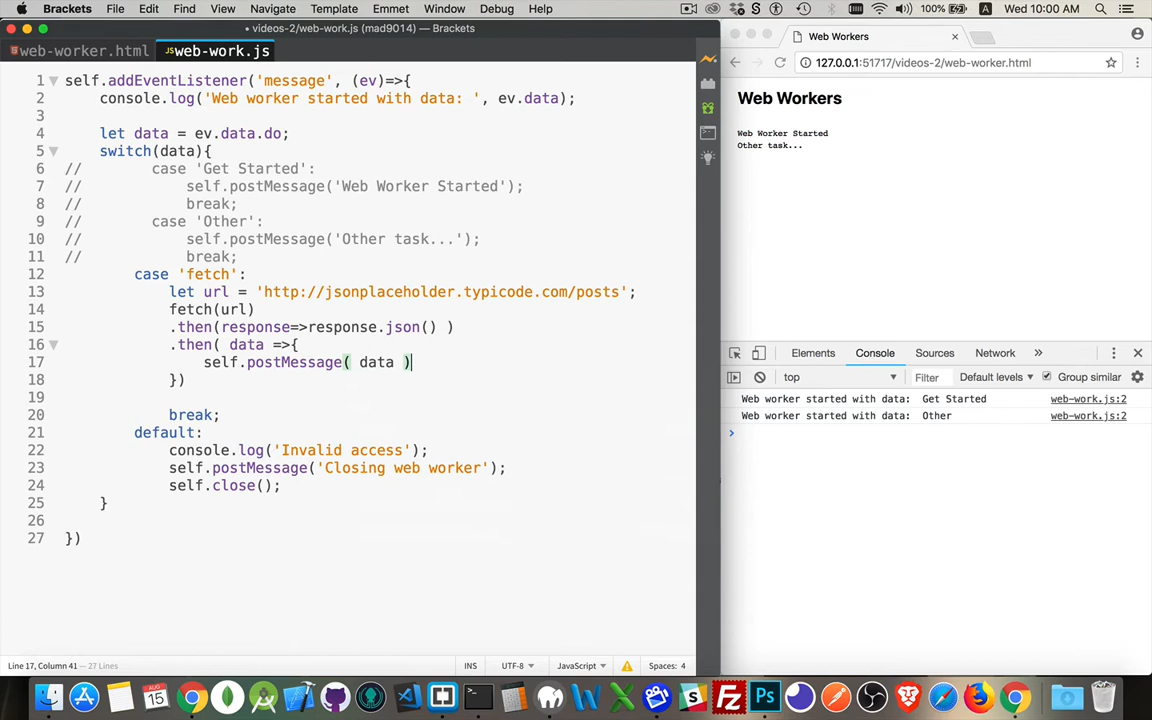 Brackets File Edit Find View Navigate Template Emmet Window Debug Help 100% A Wed 10:00 AM
• videos-2/web-work.js (mad9014) — Brackets
web-worker.html JS web-work.js
1 self.addEventListener('message', (ev)=>{
2 console.log('Web worker started with data: ', ev.data);
3
4 let data = ev.data.do;
5 switch(data){
6 // case 'Get Started':
7 // self.postMessage('Web Worker Started');
8 // break;
9 // case 'Other':
10 // self.postMessage('Other task...');
11 // break;
12 case 'fetch':
13 let url = 'http://jsonplaceholder.typicode.com/posts';
14 fetch(url)
15 .then(response=>response.json() )
16 .then( data =>{
17 self.postMessage( data )
18 })
19
20 break;
21 default:
22 console.log('Invalid access');
23 self.postMessage('Closing web worker');
24 self.close();
25 }
26
27 })
Line 17, Column 41 — 27 Lines
INS UTF-8 JavaScript Spaces: 4
Web Workers
127.0.0.1:51717/videos-2/web-worker.html
Web Workers
Web Worker Started
Other task...
Elements Console Sources Network »
top Filter Default levels Group similar
Web worker started with data: Get Started web-work.js:2
Web worker started with data: Other web-work.js:2
AUG
15